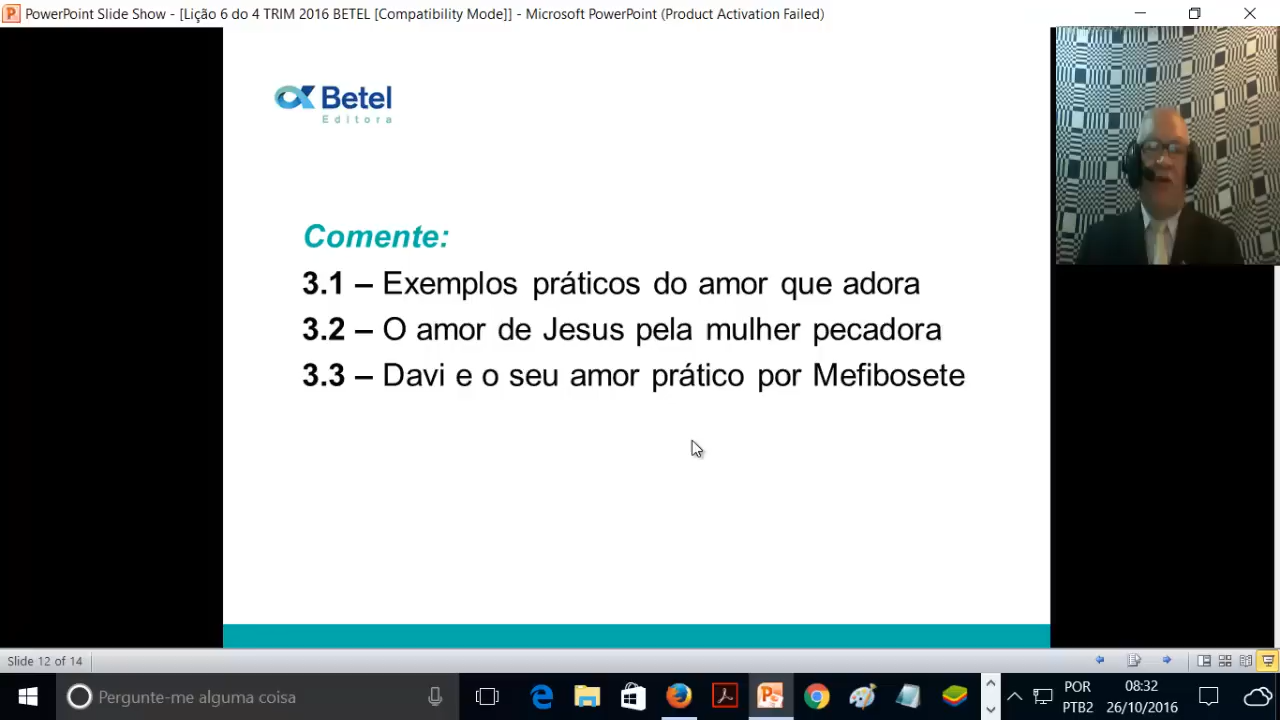 PowerPoint Slide Show - [Lição 6 do 4 TRIM 2016 BETEL [Compatibility Mode]] - Microsoft PowerPoint (Product Activation Failed)
Betel
Editora
Comente:
3.1 – Exemplos práticos do amor que adora
3.2 – O amor de Jesus pela mulher pecadora
3.3 – Davi e o seu amor prático por Mefibosete
Slide 12 of 14
Pergunte-me alguma coisa
POR
PTB2
08:32
26/10/2016